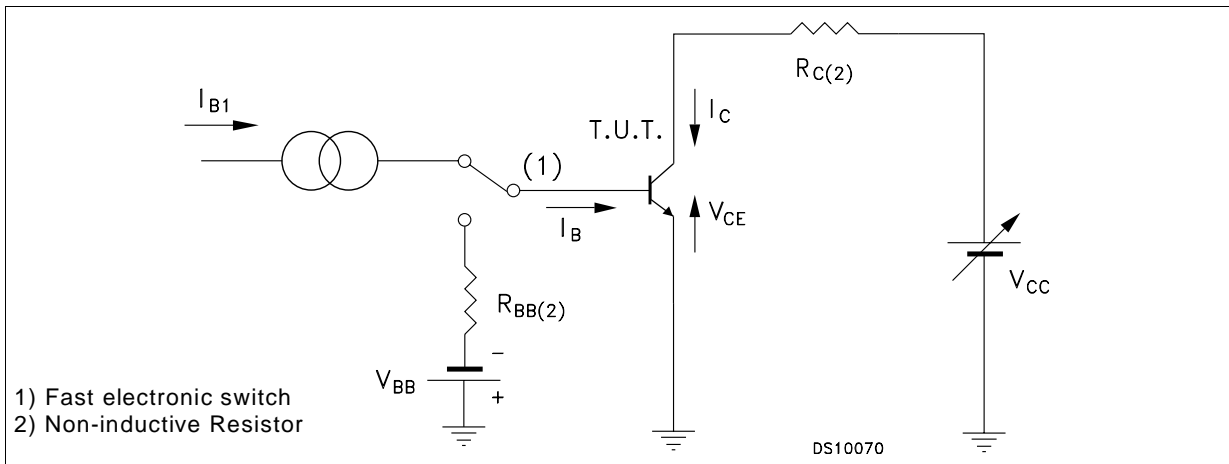 R_C(2)
I_B1
I_C
T.U.T.
(1)
V_CE
I_B
V_CC
R_BB(2)
−
V_BB
+
1) Fast electronic switch
2) Non-inductive Resistor
DS10070